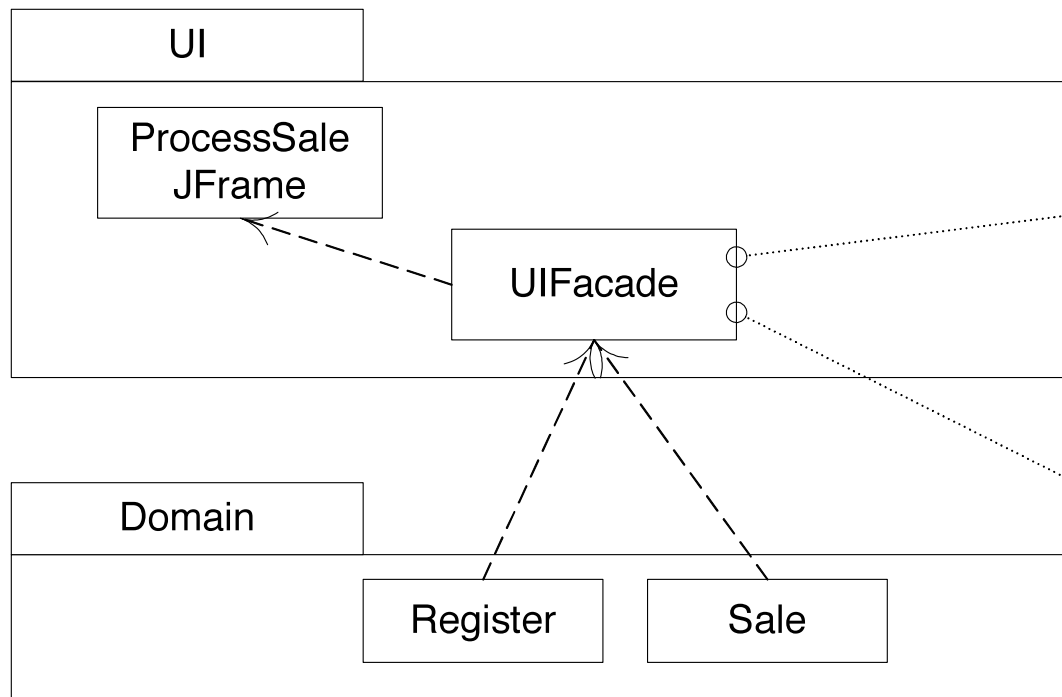 UI
ProcessSale
JFrame
UIFacade
Domain
Register
Sale